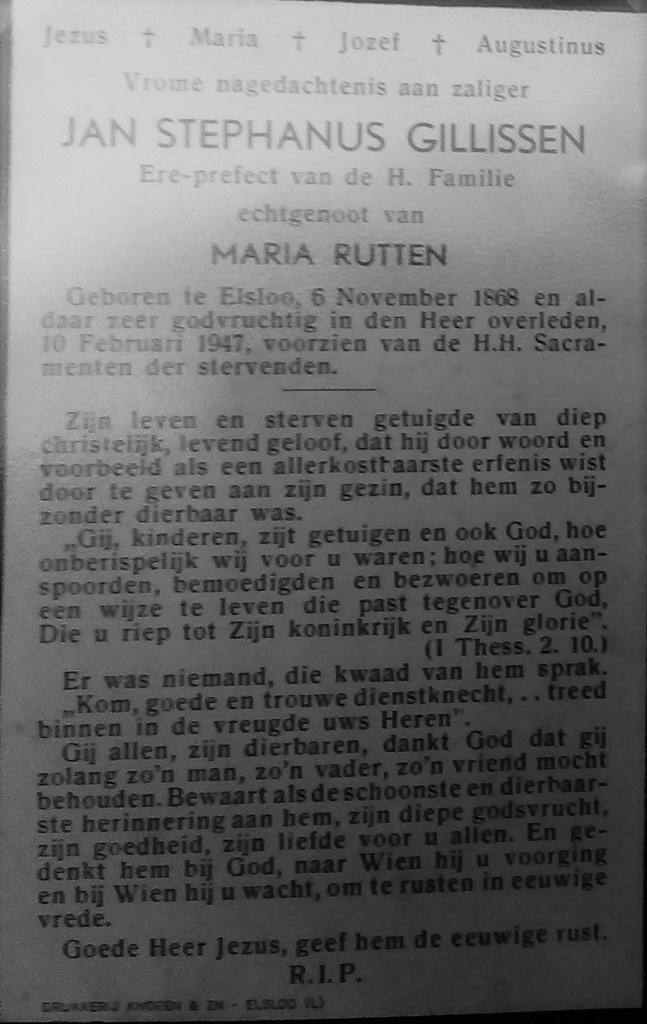 Jezus † Maria † Jozef † Augustinus
Vrome nagedachtenis aan zaliger
JAN STEPHANUS GILLISSEN
Ere-prefect van de H. Familie
echtgenoot van
MARIA RUTTEN
Geboren te Elsloo, 6 November 1868 en al-
daar zeer godvruchtig in den Heer overleden,
10 Februari 1947, voorzien van de H.H. Sacra-
menten der stervenden.
Zijn leven en sterven getuigde van diep
christelijk, levend geloof, dat hij door woord en
voorbeeld als een allerkostbaarste erfenis wist
door te geven aan zijn gezin, dat hem zo bij-
zonder dierbaar was.
„Gij, kinderen, zijt getuigen en ook God, hoe
onberispelijk wij voor u waren; hoe wij u aan-
spoorden, bemoedigden en bezwoeren om op
een wijze te leven die past tegenover God,
Die u riep tot Zijn koninkrijk en Zijn glorie".
(I Thess. 2. 10.)
Er was niemand, die kwaad van hem sprak.
„Kom, goede en trouwe dienstknecht, .. treed
binnen in de vreugde uws Heren".
Gij allen, zijn dierbaren, dankt God dat gij
zolang zo'n man, zo'n vader, zo'n vriend mocht
behouden. Bewaart als de schoonste en dierbaar-
ste herinnering aan hem, zijn diepe godsvrucht,
zijn goedheid, zijn liefde voor u allen. En ge-
denkt hem bij God, naar Wien hij u voorging
en bij Wien hij u wacht, om te rusten in eeuwige
vrede.
Goede Heer Jezus, geef hem de eeuwige rust.
R.I.P.
DRUKKERIJ KNOBEN & ZN - ELSLOO (L)